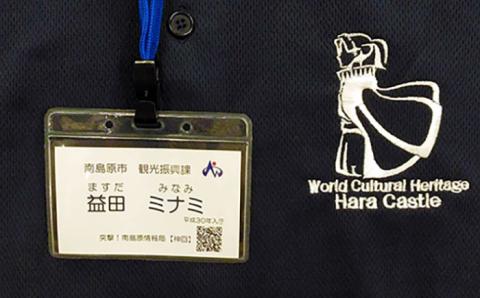 南島原市 観光振興課
ますだ みなみ
益田 ミナミ
平成30年入庁
突撃！南島原情報局【神回】
World Cultural Heritage
Hara Castle